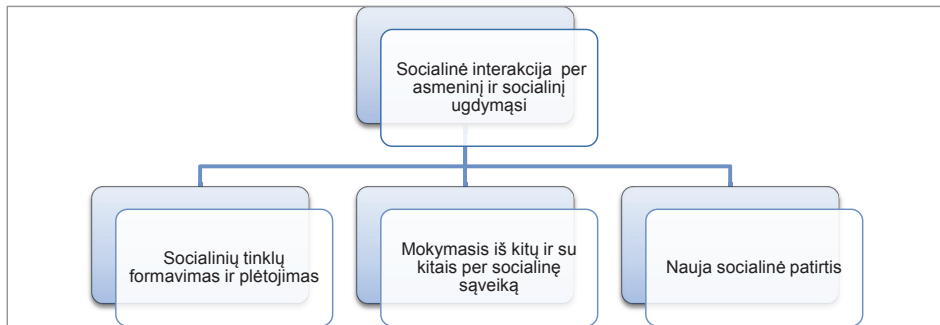 Socialinė interakcija per
asmeninį ir socialinį
ugdymąsi
Socialinių tinklų
formavimas ir plėtojimas
Mokymasis iš kitų ir su
kitais per socialinę
sąveiką
Nauja socialinė patirtis